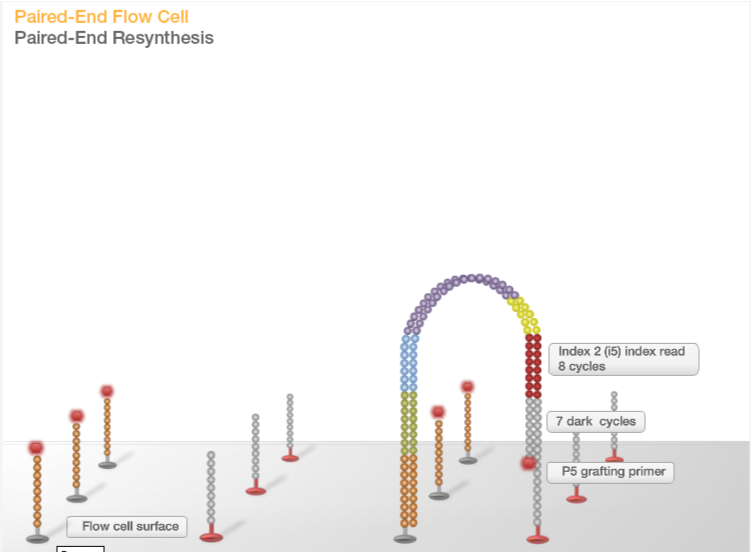 Paired-End Flow Cell
Paired-End Resynthesis
Index 2 (i5) index read
8 cycles
7 dark cycles
P5 grafting primer
Flow cell surface